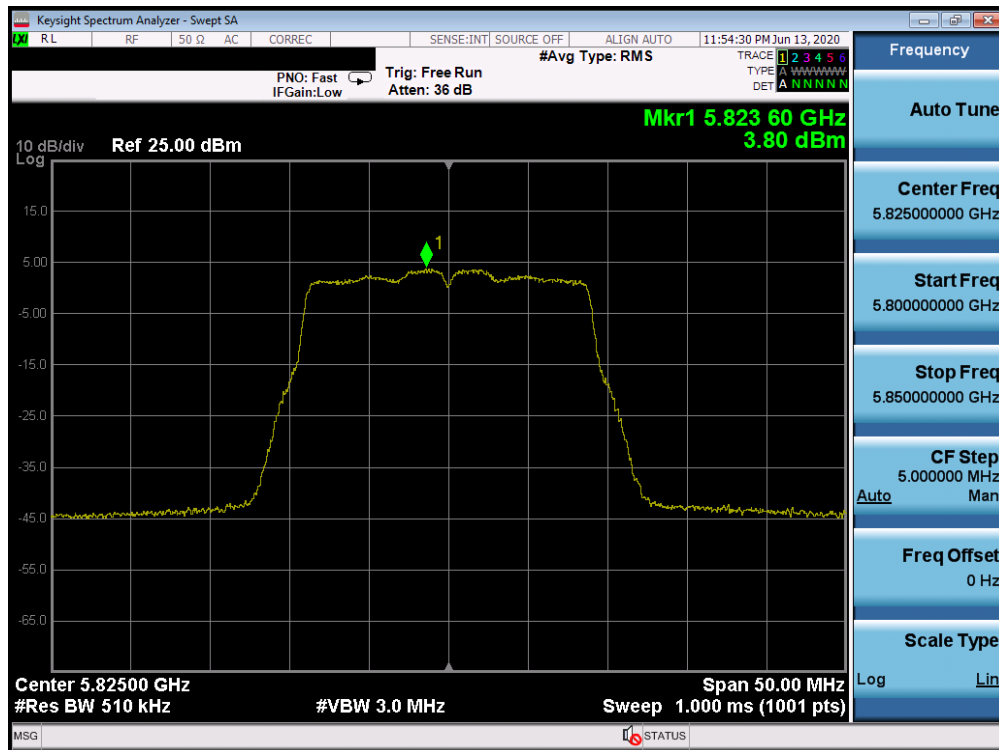 Keysight Spectrum Analyzer - Swept SA
LXI RL RF 50 Ω AC CORREC SENSE:INT SOURCE OFF ALIGN AUTO 11:54:30 PM Jun 13, 2020
#Avg Type: RMS
TRACE 1 2 3 4 5 6
TYPE A WWWWW
DET A N N N N N
PNO: Fast
IFGain:Low
Trig: Free Run
Atten: 36 dB
Mkr1 5.823 60 GHz
3.80 dBm
10 dB/div Ref 25.00 dBm
Log
15.0
5.00
-5.00
-15.0
-25.0
-35.0
-45.0
-55.0
-65.0
1
Center 5.82500 GHz
Span 50.00 MHz
#Res BW 510 kHz
#VBW 3.0 MHz
Sweep 1.000 ms (1001 pts)
MSG
STATUS
Frequency
Auto Tune
Center Freq
5.825000000 GHz
Start Freq
5.800000000 GHz
Stop Freq
5.850000000 GHz
CF Step
5.000000 MHz
Auto Man
Freq Offset
0 Hz
Scale Type
Log Lin